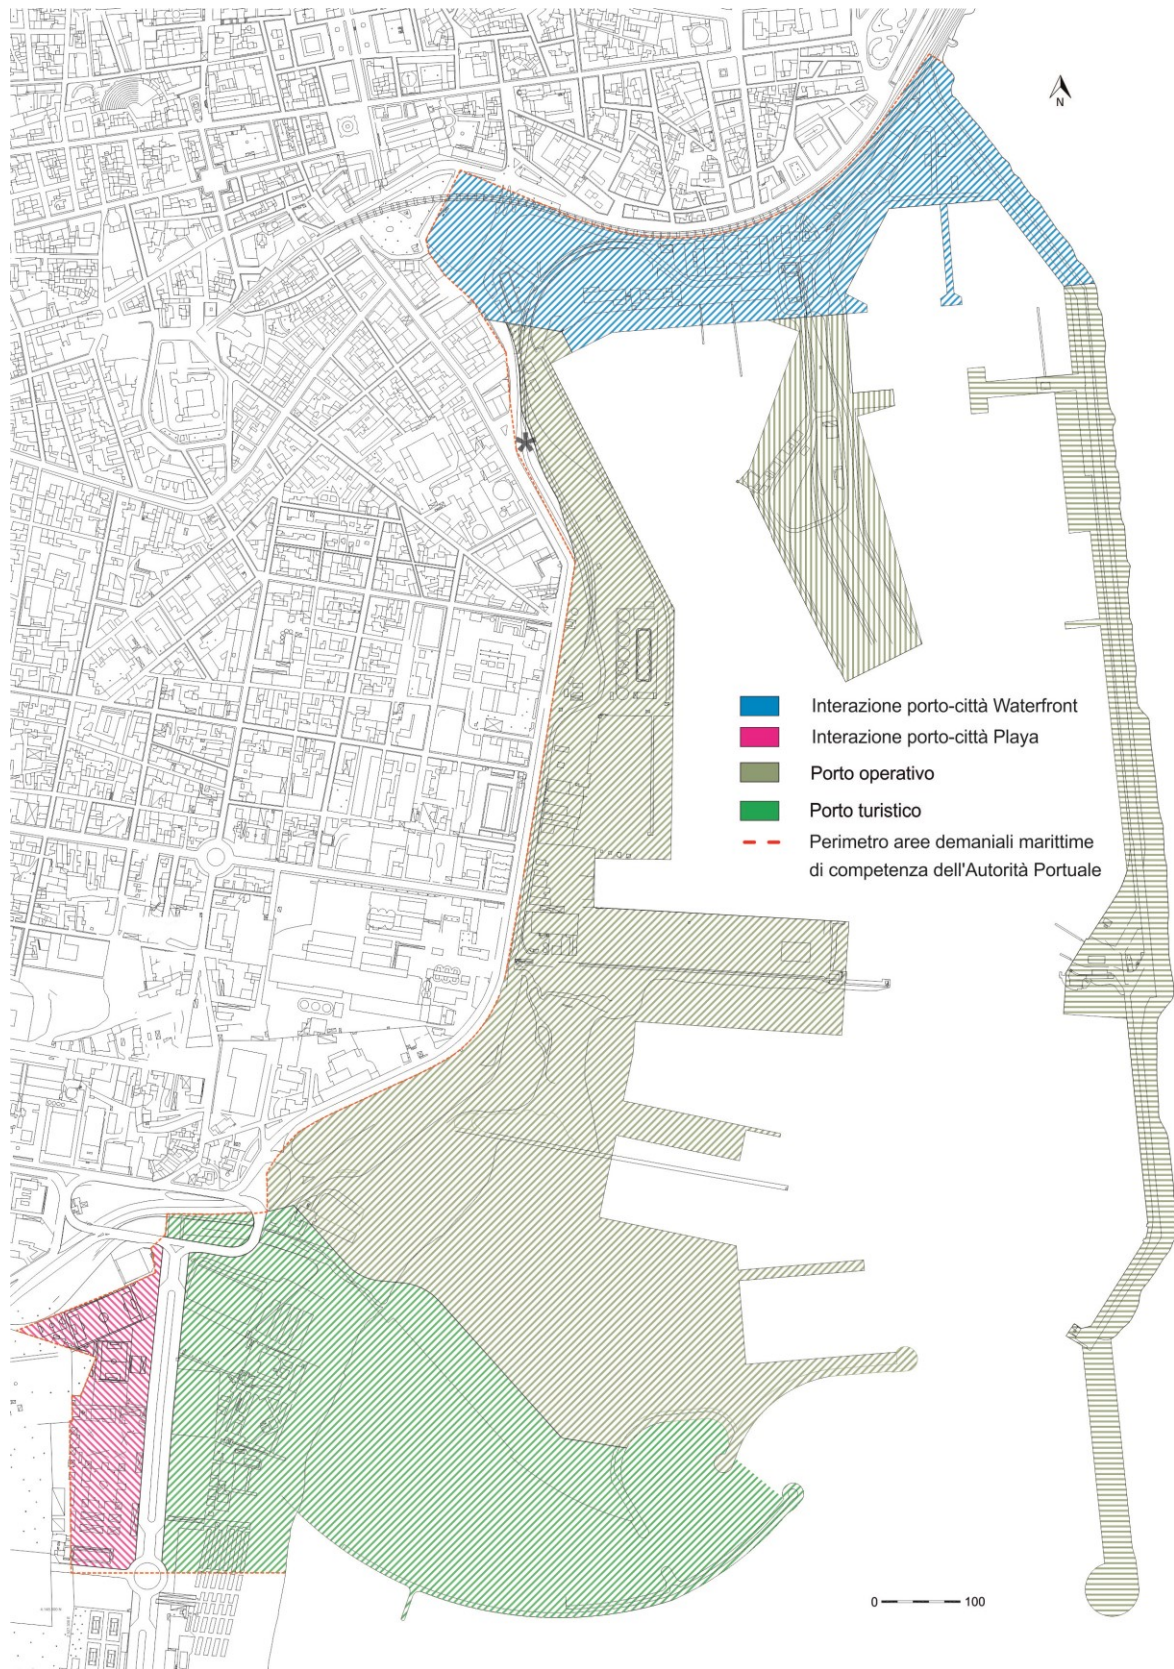 N
Interazione porto-città Waterfront
Interazione porto-città Playa
Porto operativo
Porto turistico
Perimetro aree demaniali marittime
di competenza dell'Autorità Portuale
0 100